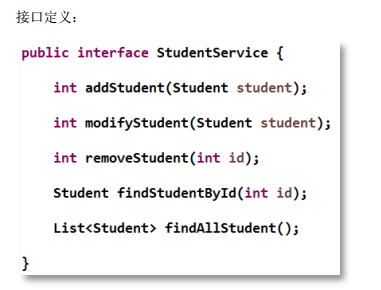 接口定义：
public interface StudentService {
int addStudent(Student student);
int modifyStudent(Student student);
int removeStudent(int id);
Student findStudentById(int id);
List<Student> findAllStudent();
}